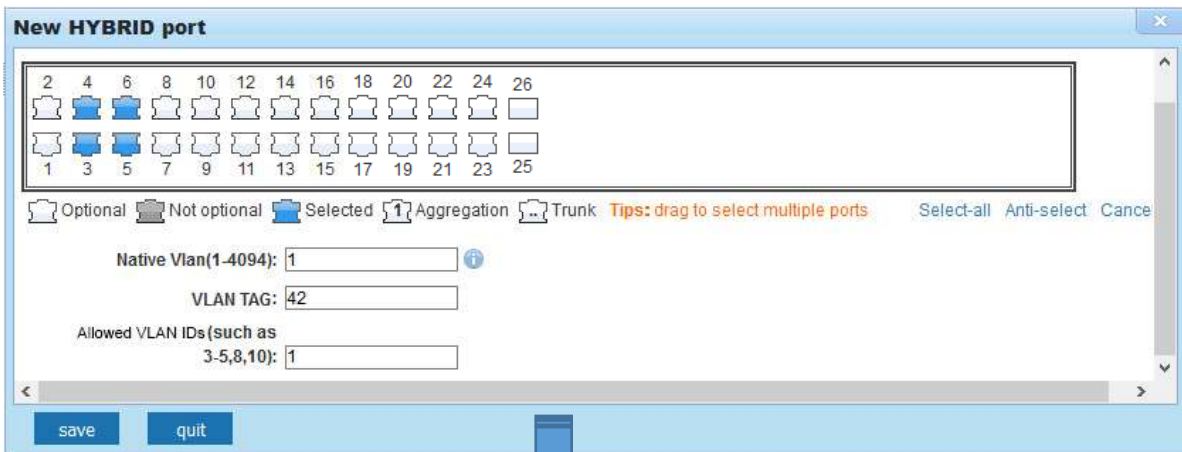 New HYBRID port
2 4 6 8 10 12 14 16 18 20 22 24 26
1 3 5 7 9 11 13 15 17 19 21 23 25
Optional Not optional Selected 1 Aggregation .. Trunk Tips: drag to select multiple ports Select-all Anti-select Cance
Native Vlan(1-4094): 1
VLAN TAG: 42
Allowed VLAN IDs(such as
3-5,8,10): 1
save quit